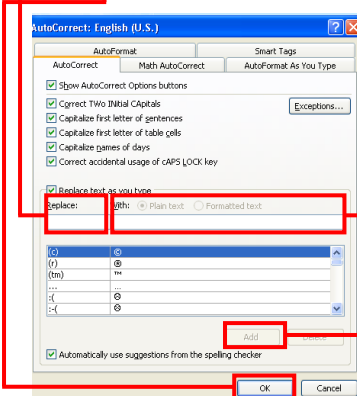 AutoCorrect: English (U.S.)
AutoFormat Smart Tags
AutoCorrect Math AutoCorrect AutoFormat As You Type
Show AutoCorrect Options buttons
Correct TWo INitial CApitals Exceptions...
Capitalize first letter of sentences
Capitalize first letter of table cells
Capitalize names of days
Correct accidental usage of cAPS LOCK key
Replace text as you type
Replace: With: Plain text Formatted text
(c) ©
(r) ®
(tm) ™
... …
:( ☹
:-( ☹
Add Delete
Automatically use suggestions from the spelling checker
OK Cancel